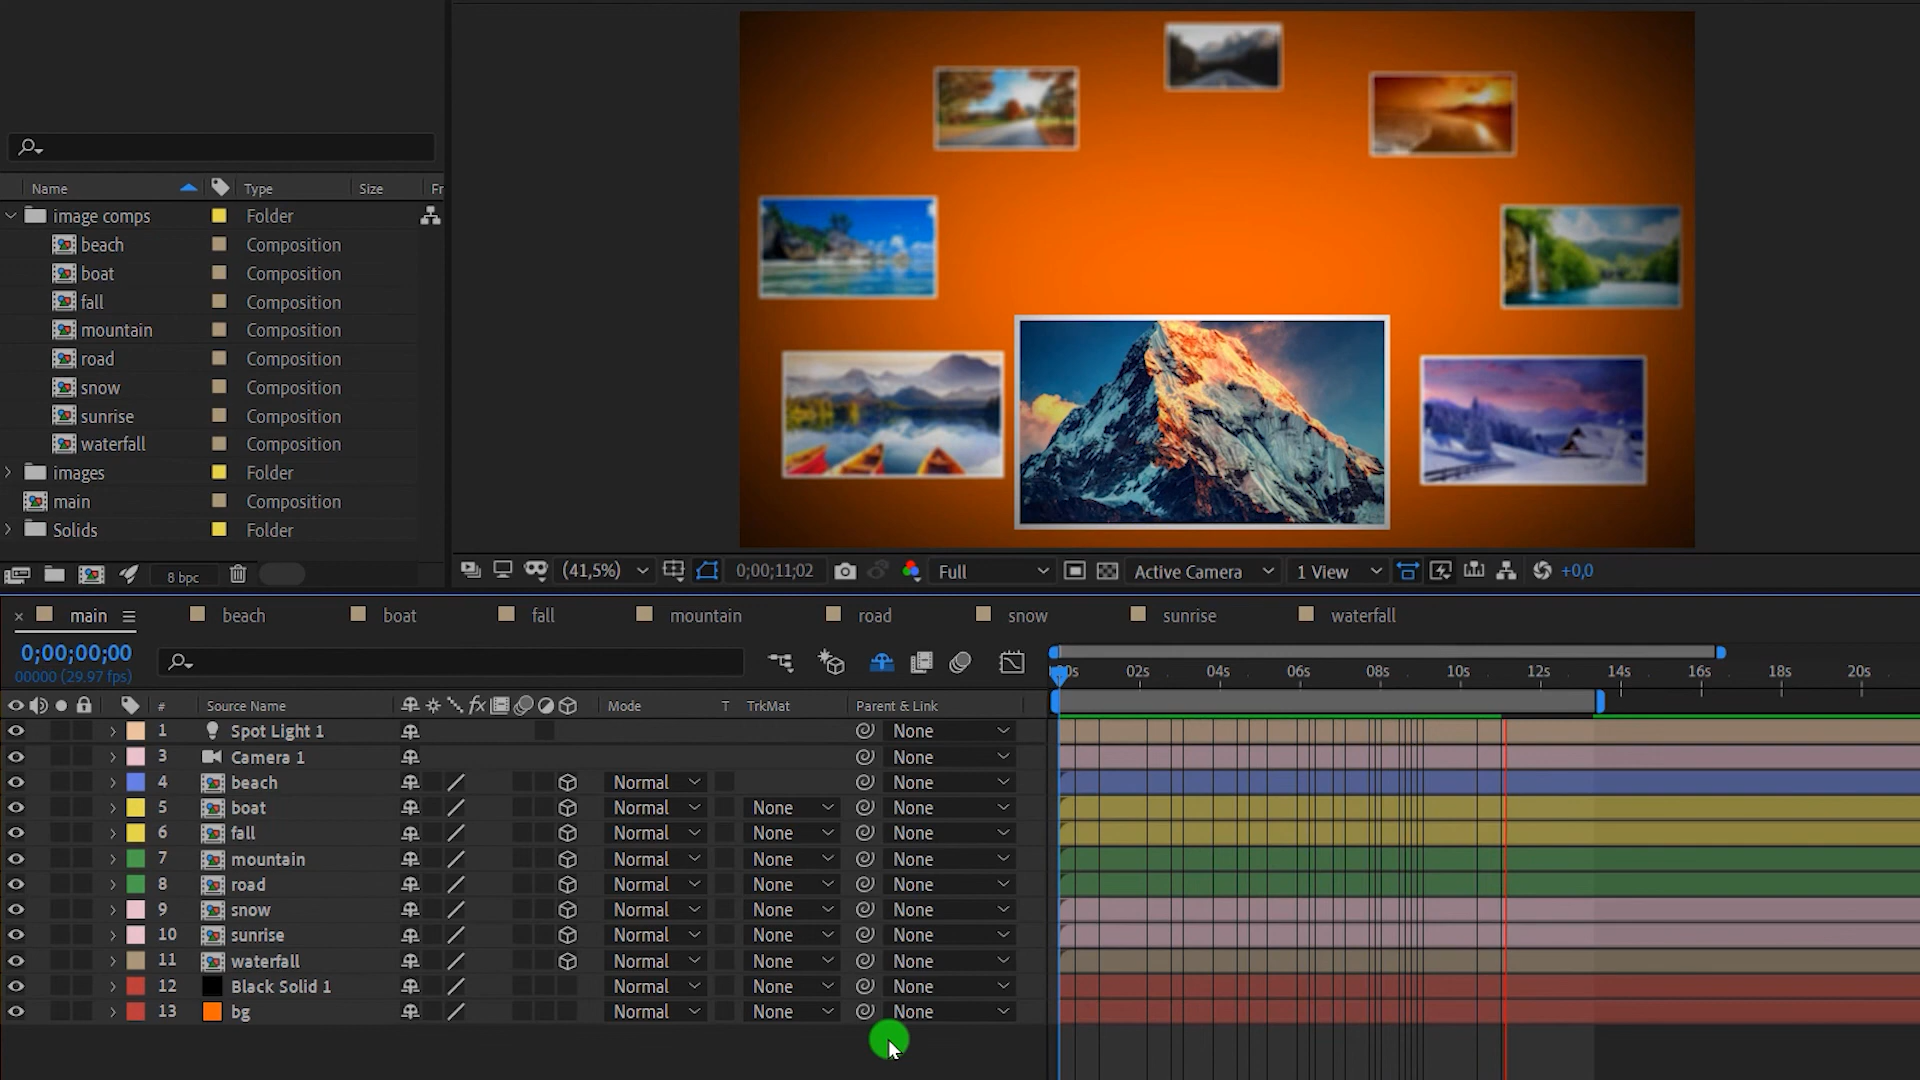 Name Type Size Fr
image comps Folder
beach Composition
boat Composition
fall Composition
mountain Composition
road Composition
snow Composition
sunrise Composition
waterfall Composition
images Folder
main Composition
Solids Folder
8 bpc
(41,5%) 0;00;11;02 Full Active Camera 1 View +0,0
main beach boat fall mountain road snow sunrise waterfall
0;00;00;00
00000 (29.97 fps)
0s 02s 04s 06s 08s 10s 12s 14s 16s 18s 20s
# Source Name fx Mode T TrkMat Parent & Link
1 Spot Light 1 None
3 Camera 1 None
4 beach Normal None
5 boat Normal None None
6 fall Normal None None
7 mountain Normal None None
8 road Normal None None
9 snow Normal None None
10 sunrise Normal None None
11 waterfall Normal None None
12 Black Solid 1 Normal None None
13 bg Normal None None